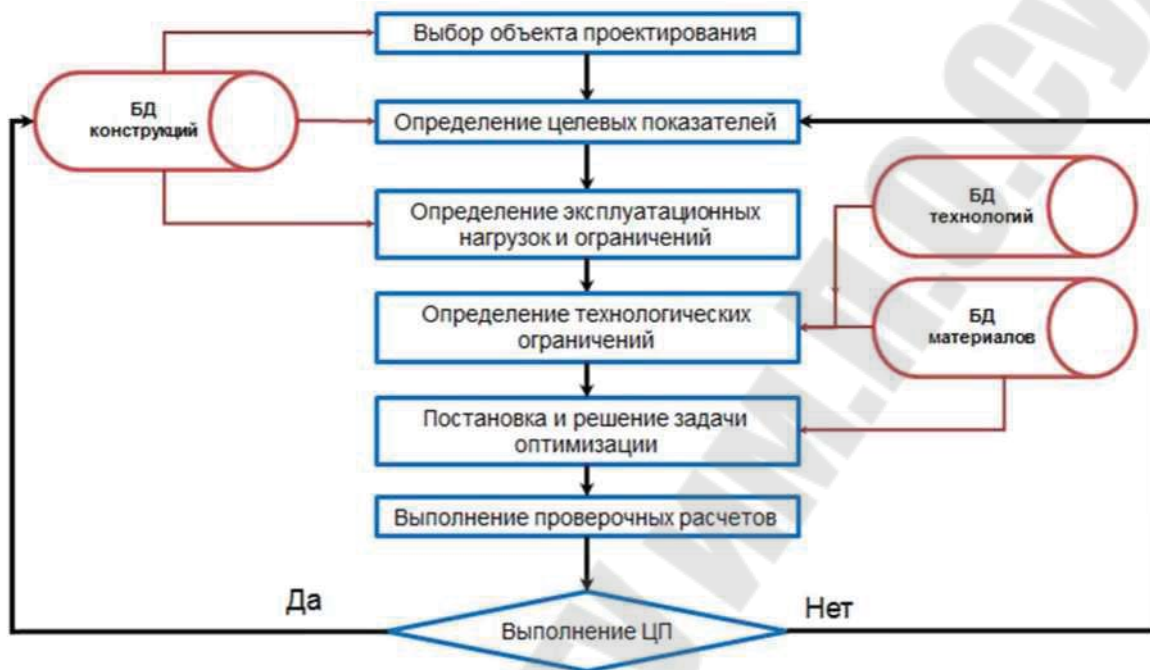 Выбор объекта проектирования
БД
конструкций
Определение целевых показателей
Определение эксплуатационных
нагрузок и ограничений
БД
технологий
Определение технологических
ограничений
БД
материалов
Постановка и решение задачи
оптимизации
Выполнение проверочных расчетов
Да
Нет
Выполнение ЦП